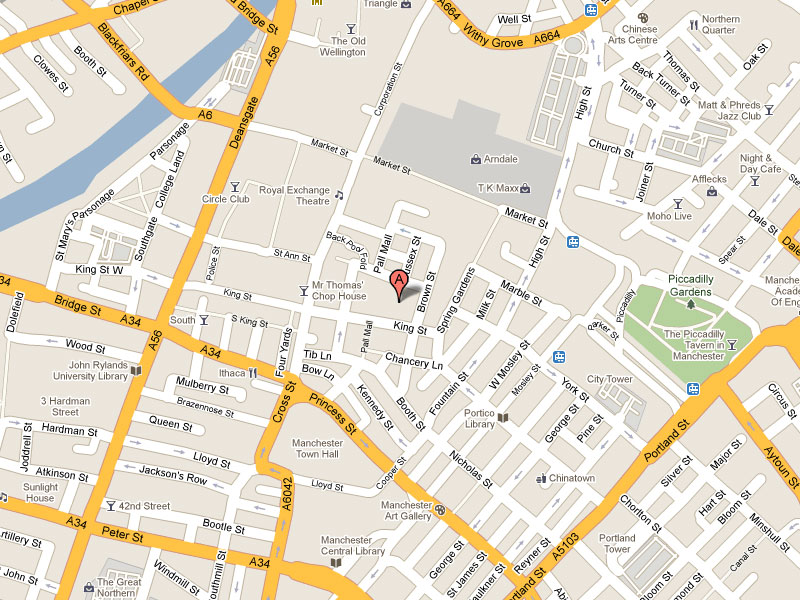 Chapel
Bridge St
Triangle
A664
Well St
Withy Grove
A664
Chinese
Arts Centre
Northern
Quarter
Oak St
Blackfriars Rd
Booth St
Clowes St
A56
The Old
Wellington
Corporation St
High St
Thomas St
Back Turner St
Turner St
Matt & Phreds
Jazz Club
A6
Deansgate
Parsonage
College Land
Market St
Market St
Arndale
T K Maxx
Church St
Joiner St
Night &
Day Cafe
Afflecks
Circle Club
Royal Exchange
Theatre
Market St
Moho Live
Dale St
Dale St
Spear St
St Mary's Parsonage
Southgate
Police St
St Ann St
Back Pool Fold
Pall Mall
Sussex St
Brown St
High St
King St W
A34
Bridge St
A34
King St
Mr Thomas'
Chop House
A
Spring Gardens
Marble St
Milk St
Piccadilly
Piccadilly
Gardens
Manchester
Academy
Of Eng
Dolefield
South
S King St
Four Yards
Pall Mall
King St
Parker St
The Piccadilly
Tavern in
Manchester
Wood St
A56
A34
John Rylands
University Library
Ithaca
Tib Ln
Bow Ln
Chancery Ln
W Mosley St
Mosley St
York St
City Tower
Mulberry St
Brazennose St
Cross St
Princess St
Kennedy St
Booth St
Fountain St
3 Hardman
Street
Queen St
Portico
Library
George St
Pine St
Portland St
Circus St
Hardman St
Joddrell St
Lloyd St
Manchester
Town Hall
Cooper St
Nicholas St
Chinatown
Silver St
Major St
Aytoun St
Atkinson St
Jackson's Row
Lloyd St
A6042
Sunlight
House
42nd Street
Bootle St
Manchester
Art Gallery
Chorlton St
Hart St
Bloom St
Minshull St
A34
Peter St
A34
Manchester
Central Library
Artillery St
St John St
Windmill St
Southmill St
The Great
Northern
George St
St James St
Faulkner St
Reyner St
A5103
Portland St
Portland
Tower
Canal St
Bloom St
Richmond St